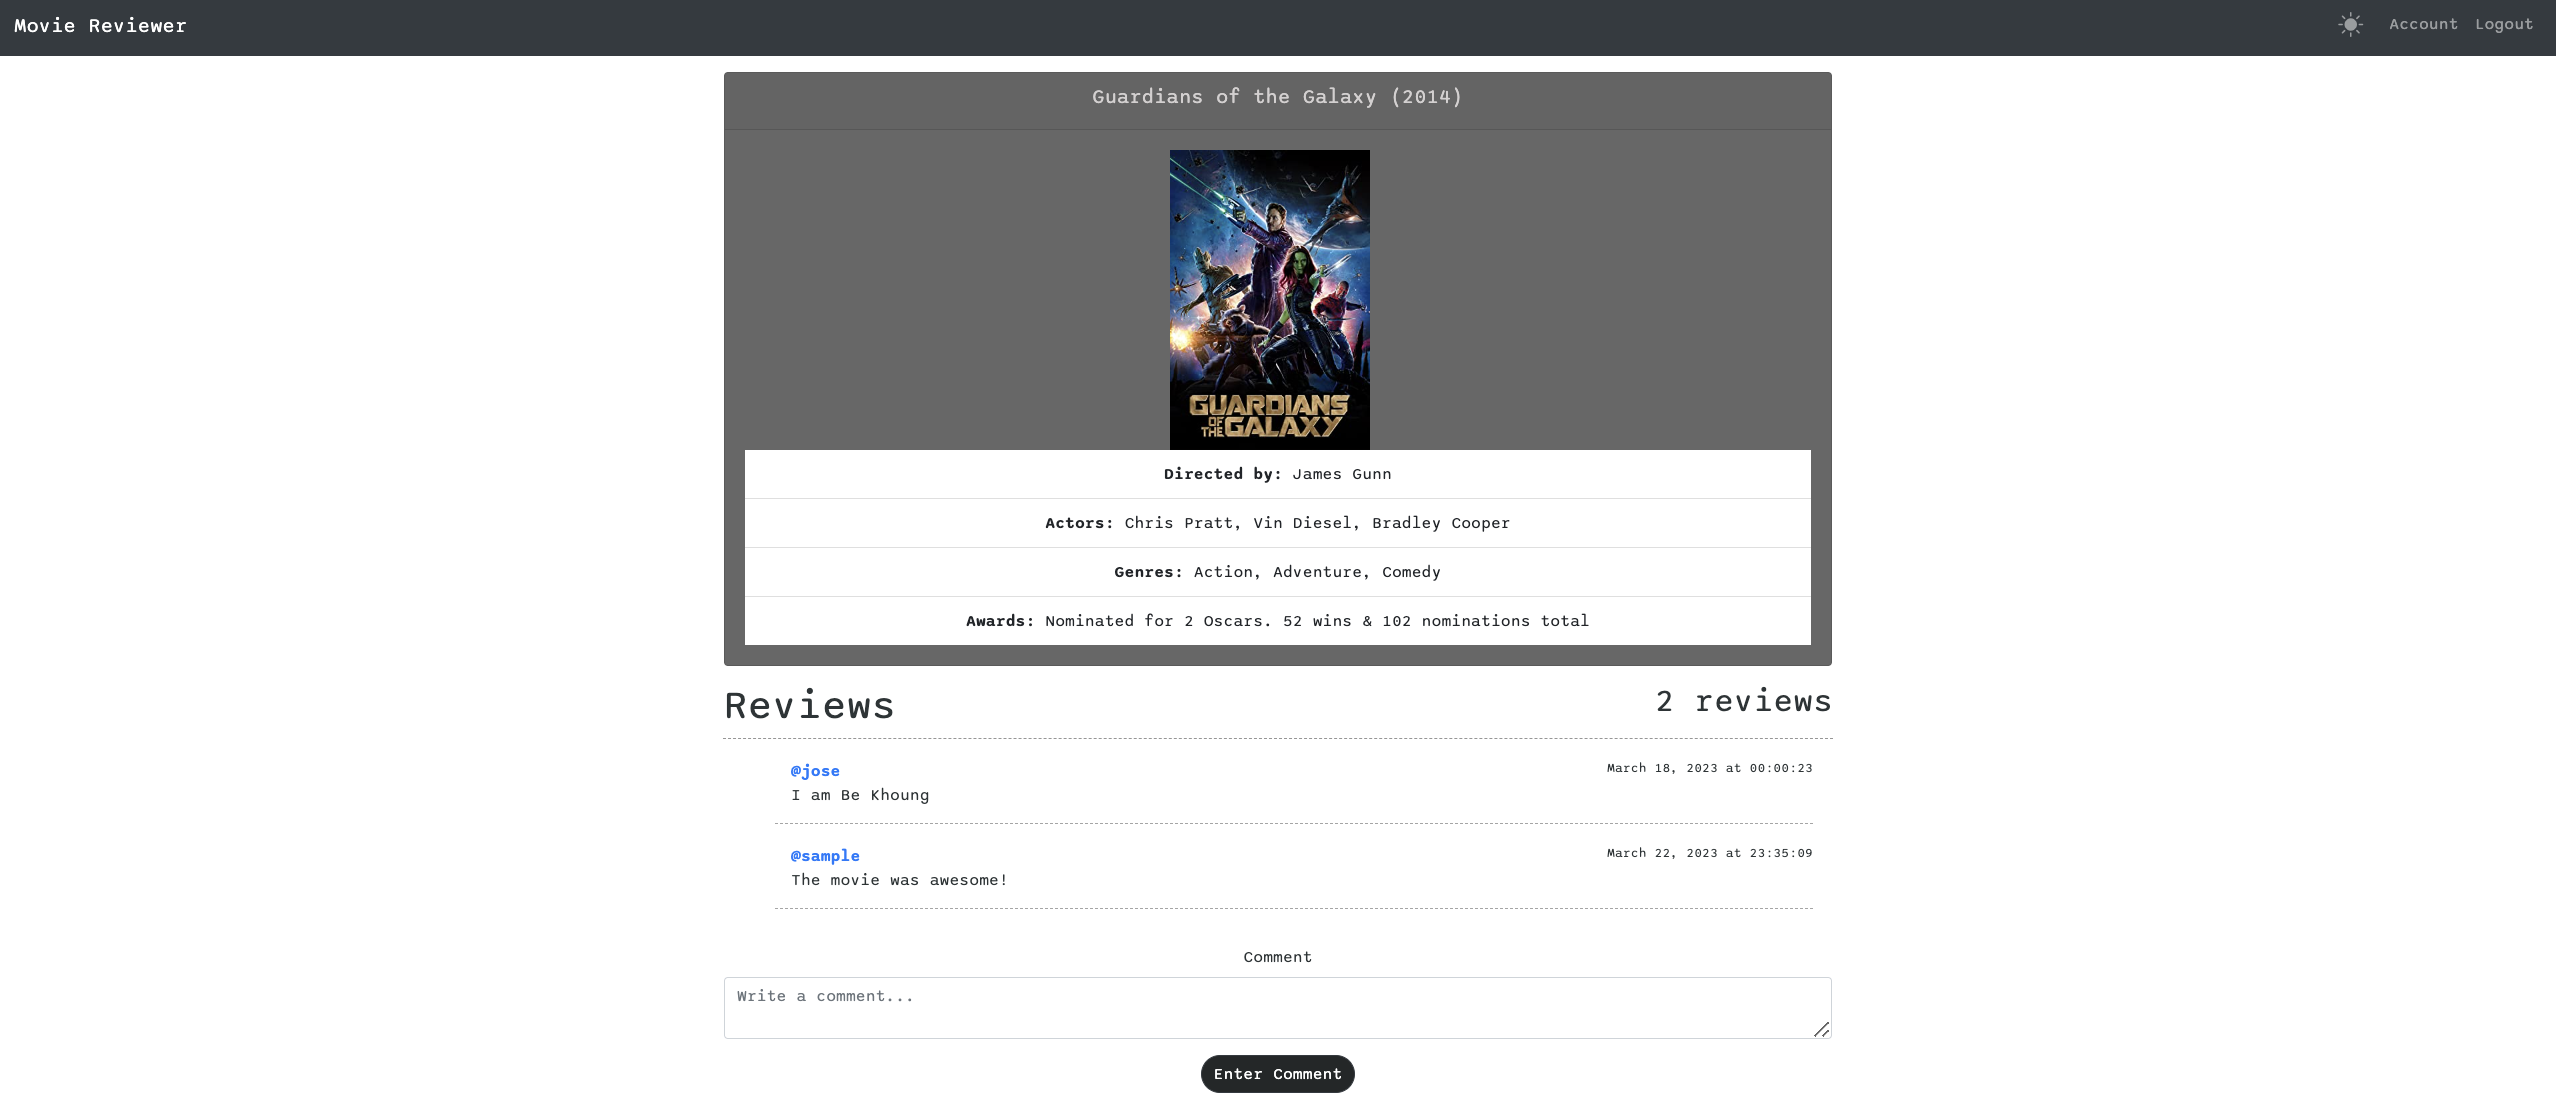 Movie Reviewer
Account Logout
Guardians of the Galaxy (2014)
GUARDIANS
OF
THE GALAXY
Directed by: James Gunn
Actors: Chris Pratt, Vin Diesel, Bradley Cooper
Genres: Action, Adventure, Comedy
Awards: Nominated for 2 Oscars. 52 wins & 102 nominations total
Reviews
2 reviews
@jose
March 18, 2023 at 00:00:23
I am Be Khoung
@sample
March 22, 2023 at 23:35:09
The movie was awesome!
Comment
Write a comment...
Enter Comment